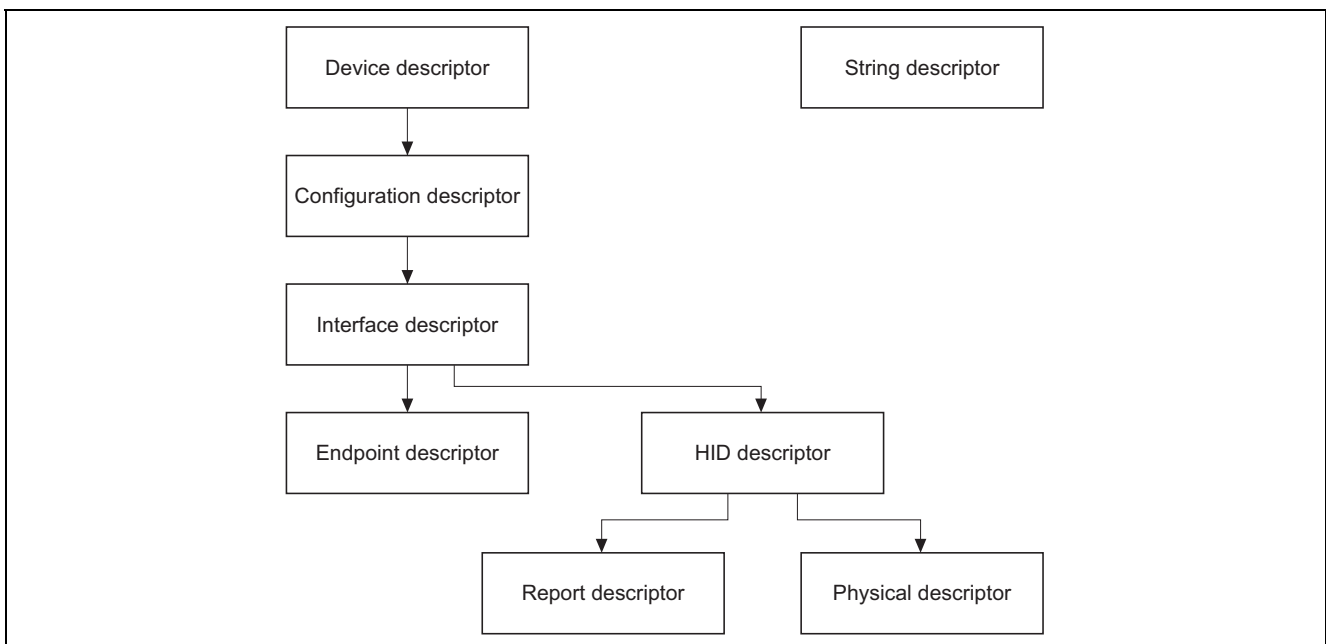 Device descriptor
String descriptor
Configuration descriptor
Interface descriptor
Endpoint descriptor
HID descriptor
Report descriptor
Physical descriptor